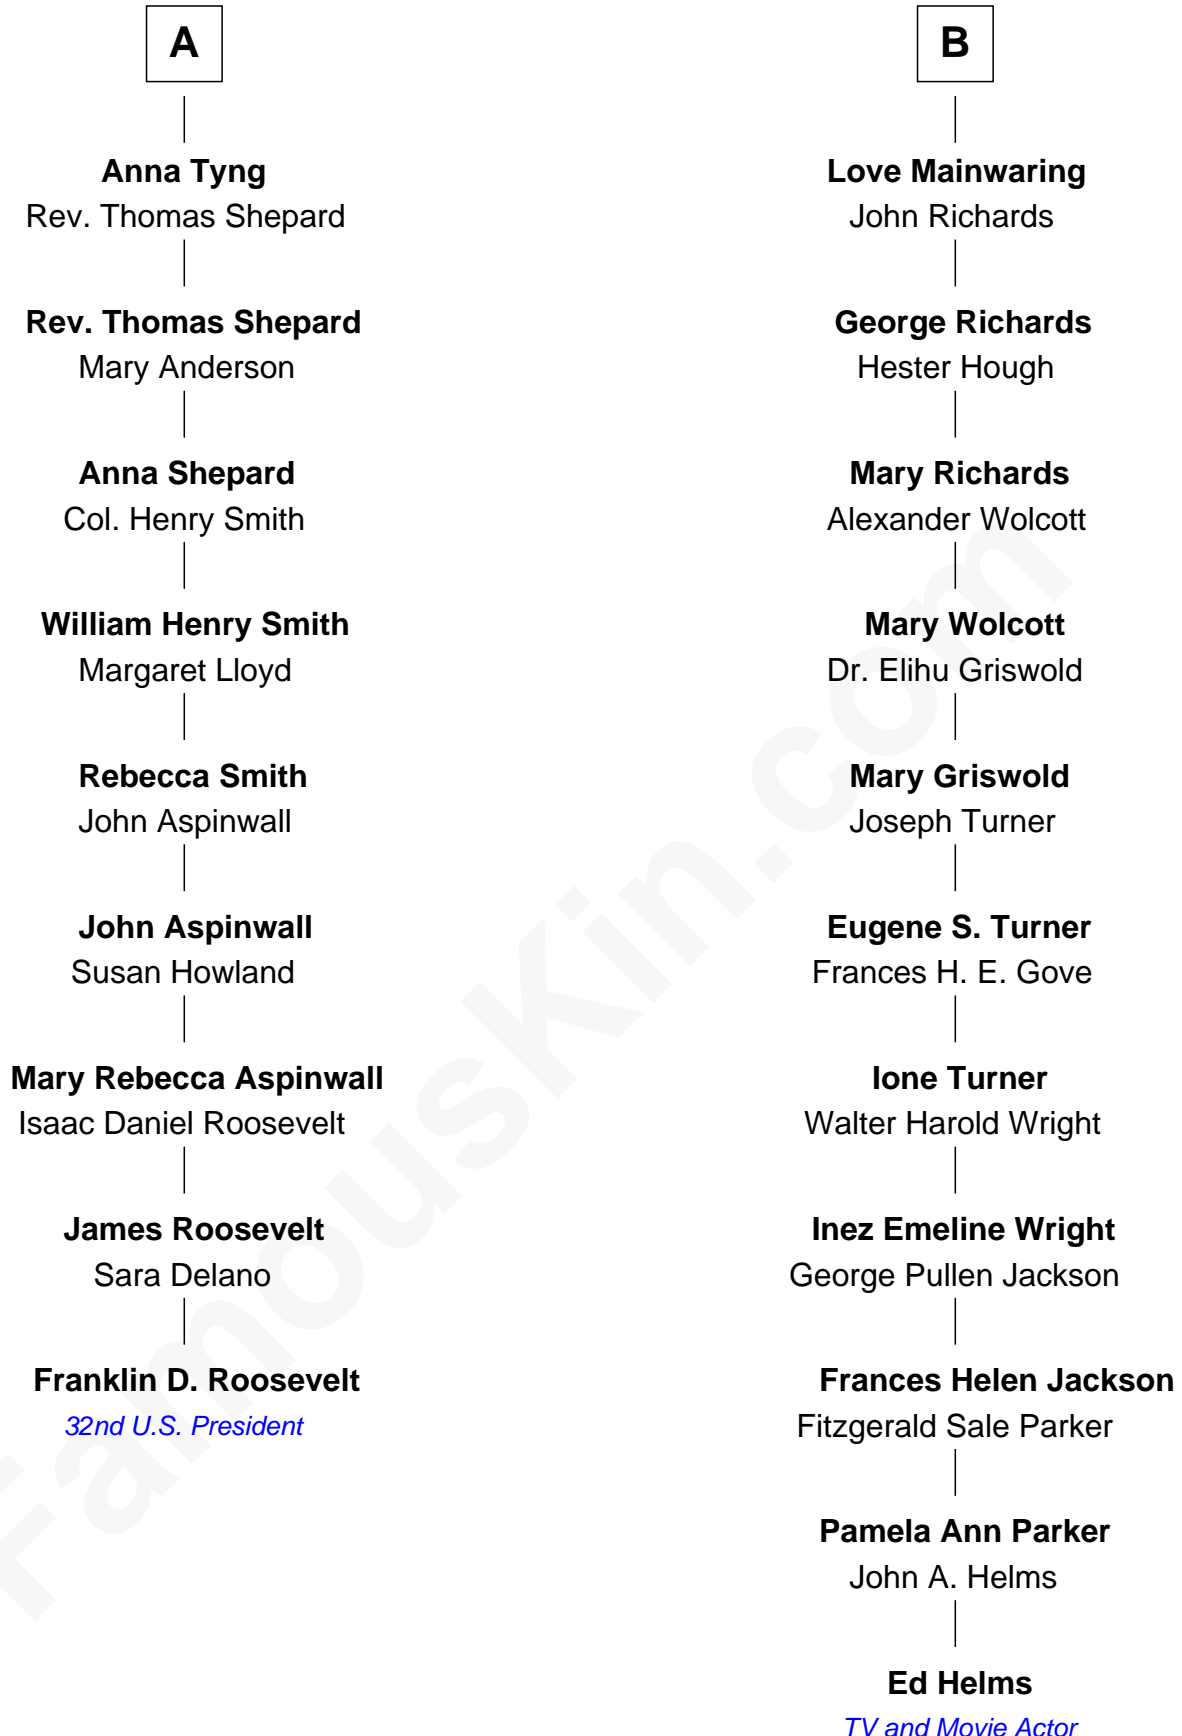 A
Anna Tyng
Rev. Thomas Shepard
Rev. Thomas Shepard
Mary Anderson
Anna Shepard
Col. Henry Smith
William Henry Smith
Margaret Lloyd
Rebecca Smith
John Aspinwall
John Aspinwall
Susan Howland
Mary Rebecca Aspinwall
Isaac Daniel Roosevelt
James Roosevelt
Sara Delano
Franklin D. Roosevelt
32nd U.S. President
B
Love Mainwaring
John Richards
George Richards
Hester Hough
Mary Richards
Alexander Wolcott
Mary Wolcott
Dr. Elihu Griswold
Mary Griswold
Joseph Turner
Eugene S. Turner
Frances H. E. Gove
Ione Turner
Walter Harold Wright
Inez Emeline Wright
George Pullen Jackson
Frances Helen Jackson
Fitzgerald Sale Parker
Pamela Ann Parker
John A. Helms
Ed Helms
TV and Movie Actor
FamousKin.com